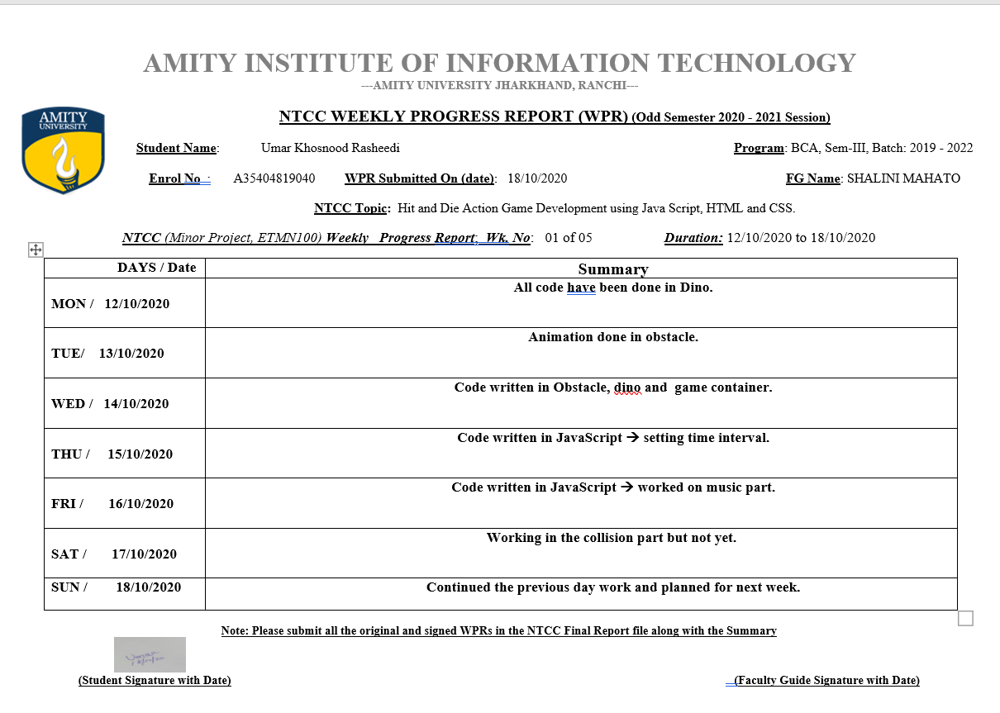 AMITY INSTITUTE OF INFORMATION TECHNOLOGY
---AMITY UNIVERSITY JHARKHAND, RANCHI---
AMITY
UNIVERSITY
NTCC WEEKLY PROGRESS REPORT (WPR) (Odd Semester 2020 - 2021 Session)
Student Name: Umar Khosnood Rasheedi Program: BCA, Sem-III, Batch: 2019 - 2022
Enrol No : A35404819040 WPR Submitted On (date): 18/10/2020 FG Name: SHALINI MAHATO
NTCC Topic: Hit and Die Action Game Development using Java Script, HTML and CSS.
NTCC (Minor Project, ETMN100) Weekly Progress Report; Wk. No: 01 of 05 Duration: 12/10/2020 to 18/10/2020
DAYS / Date Summary
MON / 12/10/2020 All code have been done in Dino.
TUE/ 13/10/2020 Animation done in obstacle.
WED / 14/10/2020 Code written in Obstacle, dino and game container.
THU / 15/10/2020 Code written in JavaScript → setting time interval.
FRI / 16/10/2020 Code written in JavaScript → worked on music part.
SAT / 17/10/2020 Working in the collision part but not yet.
SUN / 18/10/2020 Continued the previous day work and planned for next week.
Note: Please submit all the original and signed WPRs in the NTCC Final Report file along with the Summary
(Student Signature with Date) (Faculty Guide Signature with Date)